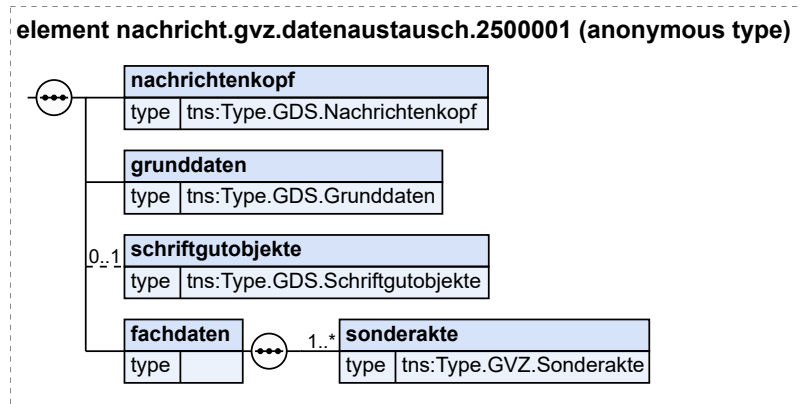 element nachricht.gvz.datenaustausch.2500001 (anonymous type)
nachrichtenkopf
type tns:Type.GDS.Nachrichtenkopf
grunddaten
type tns:Type.GDS.Grunddaten
0..1 schriftgutobjekte
type tns:Type.GDS.Schriftgutobjekte
fachdaten 1..* sonderakte
type type tns:Type.GVZ.Sonderakte